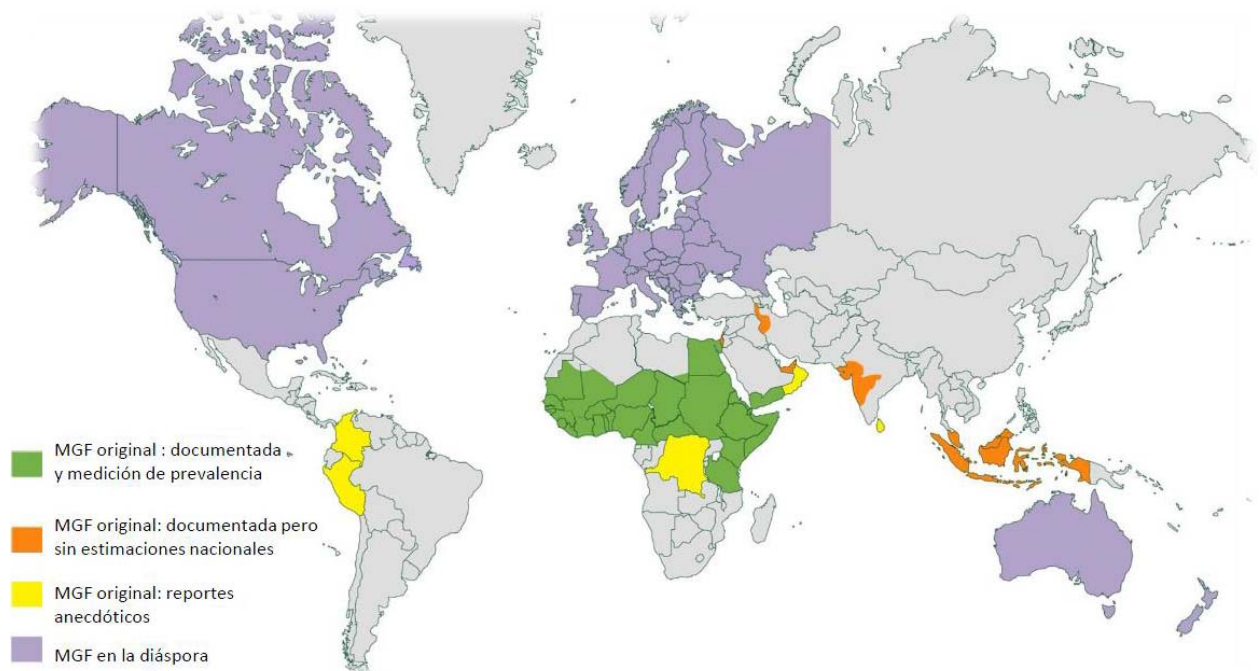 MGF original : documentada
y medición de prevalencia
MGF original: documentada pero
sin estimaciones nacionales
MGF original: reportes
anecdóticos
MGF en la diáspora